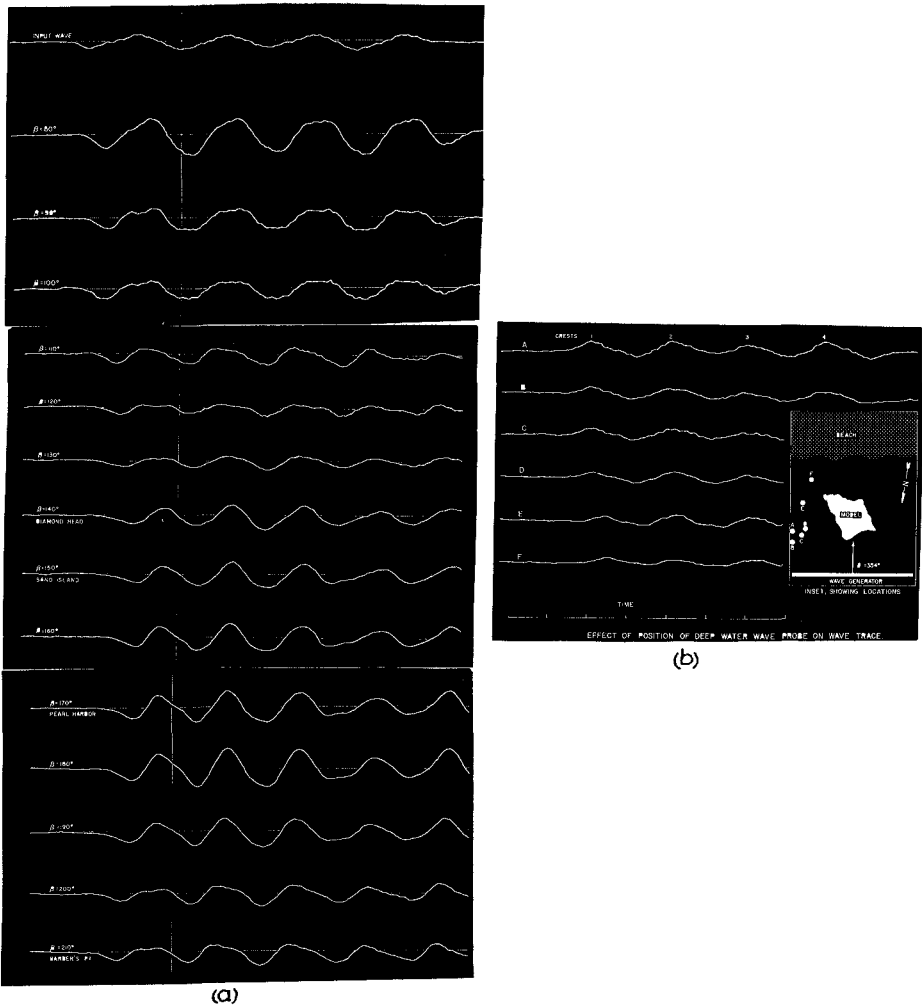 INPUT WAVE
β=80°
β=90°
β=100°
β=110°
β=120°
β=130°
β=140°
DIAMOND HEAD
β=150°
SAND ISLAND
β=160°
β=170°
PEARL HARBOR
β=180°
β=190°
β=200°
β=210°
(a)
CRESTS 1 2 3 4
A
B
C
D
E
F
TIME
BEACH
F
N
E
MODEL
A
B
C
β=354°
WAVE GENERATOR
INSET, SHOWING LOCATIONS
EFFECT OF POSITION OF DEEP WATER WAVE PROBE ON WAVE TRACE.
(b)